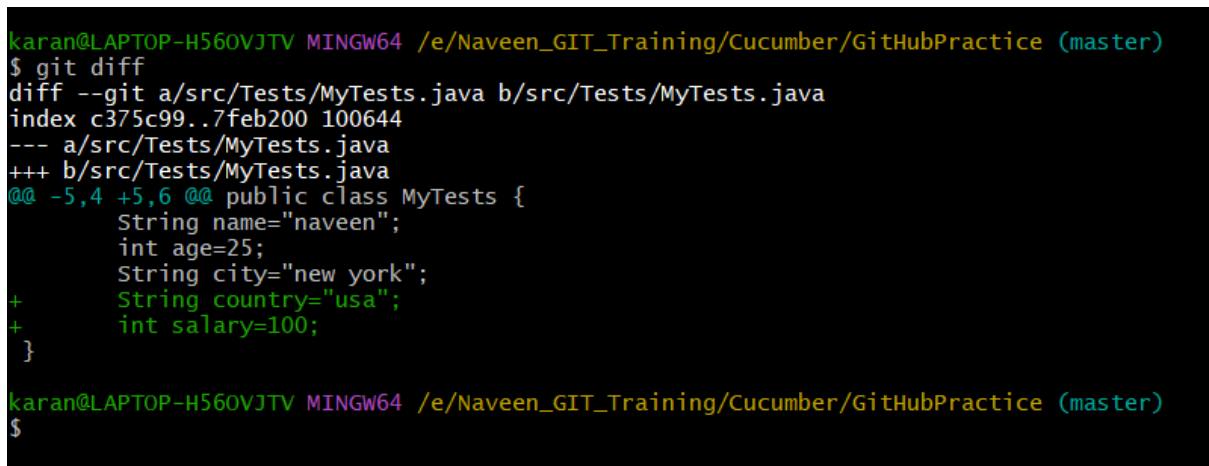 karan@LAPTOP-H56OVJTV MINGW64 /e/Naveen_GIT_Training/Cucumber/GitHubPractice (master)
$ git diff
diff --git a/src/Tests/MyTests.java b/src/Tests/MyTests.java
index c375c99..7feb200 100644
--- a/src/Tests/MyTests.java
+++ b/src/Tests/MyTests.java
@@ -5,4 +5,6 @@ public class MyTests {
        String name="naveen";
        int age=25;
        String city="new york";
+       String country="usa";
+       int salary=100;
 }
karan@LAPTOP-H56OVJTV MINGW64 /e/Naveen_GIT_Training/Cucumber/GitHubPractice (master)
$